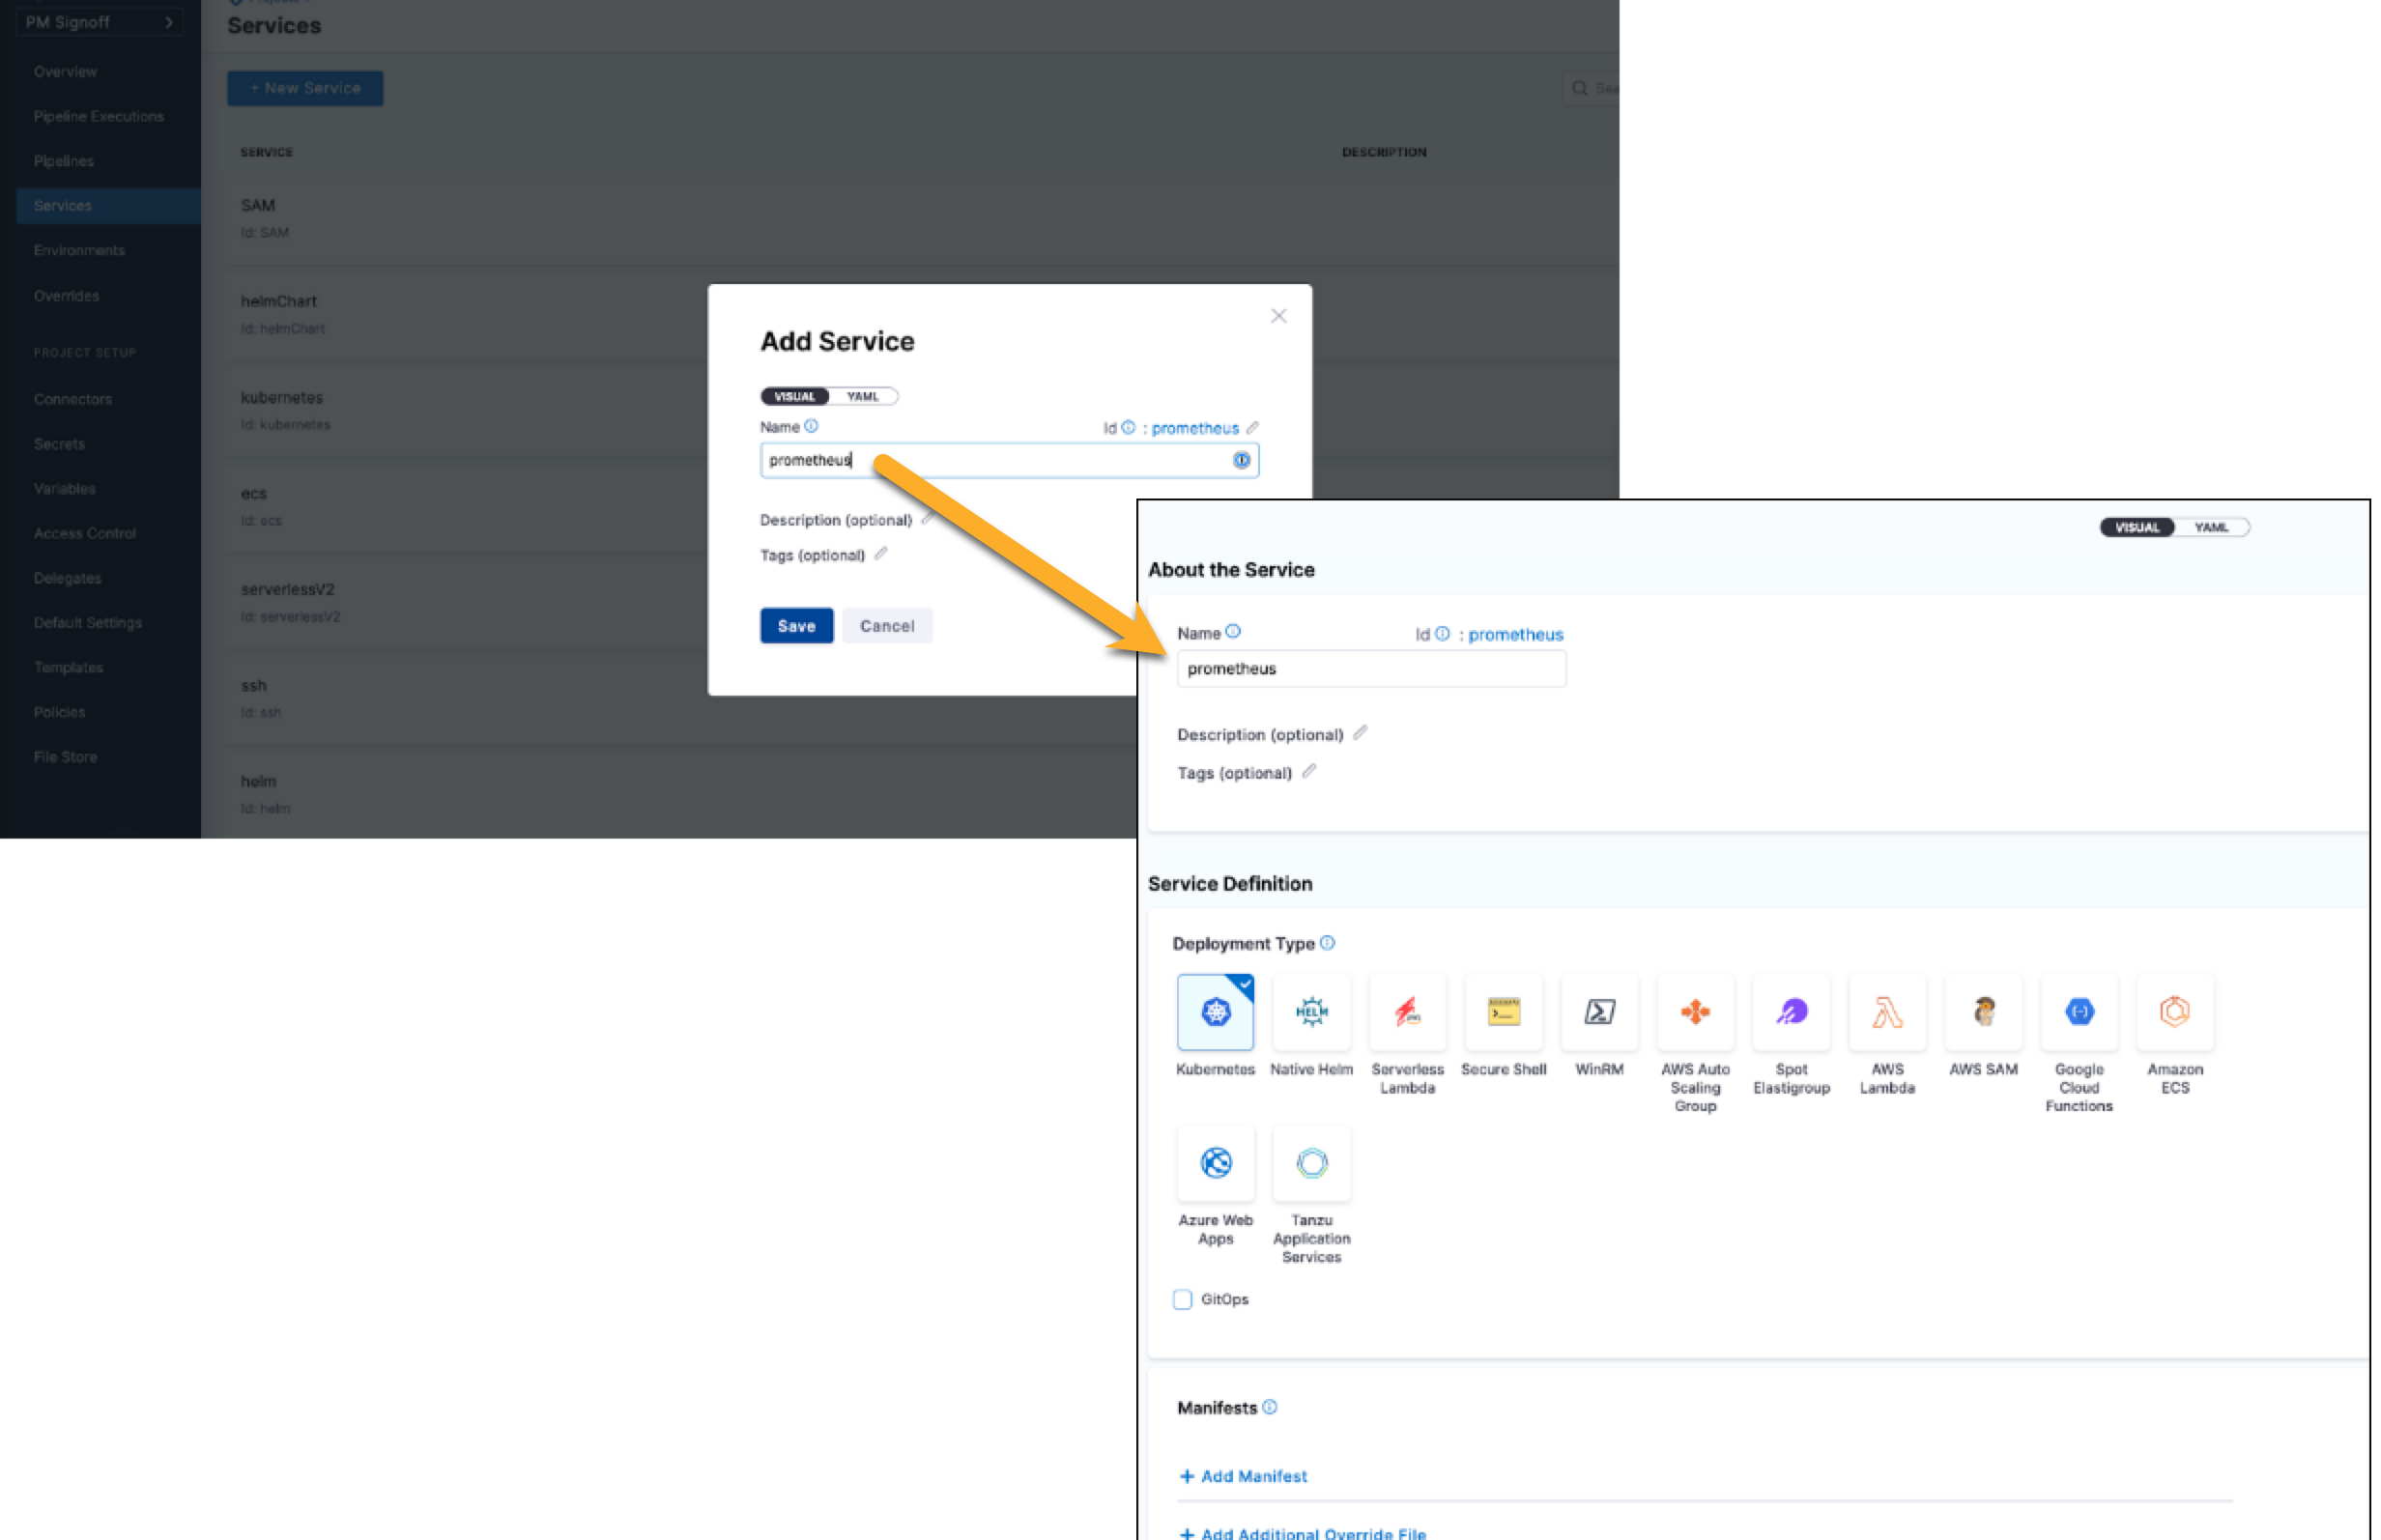 PM Signoff
Overview
Pipeline Executions
Pipelines
Services
Environments
Overrides
PROJECT SETUP
Connectors
Secrets
Variables
Access Control
Delegates
Default Settings
Templates
Policies
File Store
Services
+ New Service
SERVICE
DESCRIPTION
SAM
Id: SAM
helmChart
Id: helmChart
kubernetes
Id: kubernetes
ecs
Id: ecs
serverlessV2
Id: serverlessV2
ssh
Id: ssh
helm
Id: helm
Add Service
VISUAL YAML
Name Id : prometheus
prometheus
Description (optional)
Tags (optional)
Save Cancel
VISUAL YAML
About the Service
Name Id : prometheus
prometheus
Description (optional)
Tags (optional)
Service Definition
Deployment Type
HELM
Kubernetes
Native Helm
Serverless
Lambda
Secure Shell
WinRM
AWS Auto
Scaling
Group
Spot
Elastigroup
AWS
Lambda
AWS SAM
Google
Cloud
Functions
Amazon
ECS
Azure Web
Apps
Tanzu
Application
Services
GitOps
Manifests
+ Add Manifest
+ Add Additional Override File